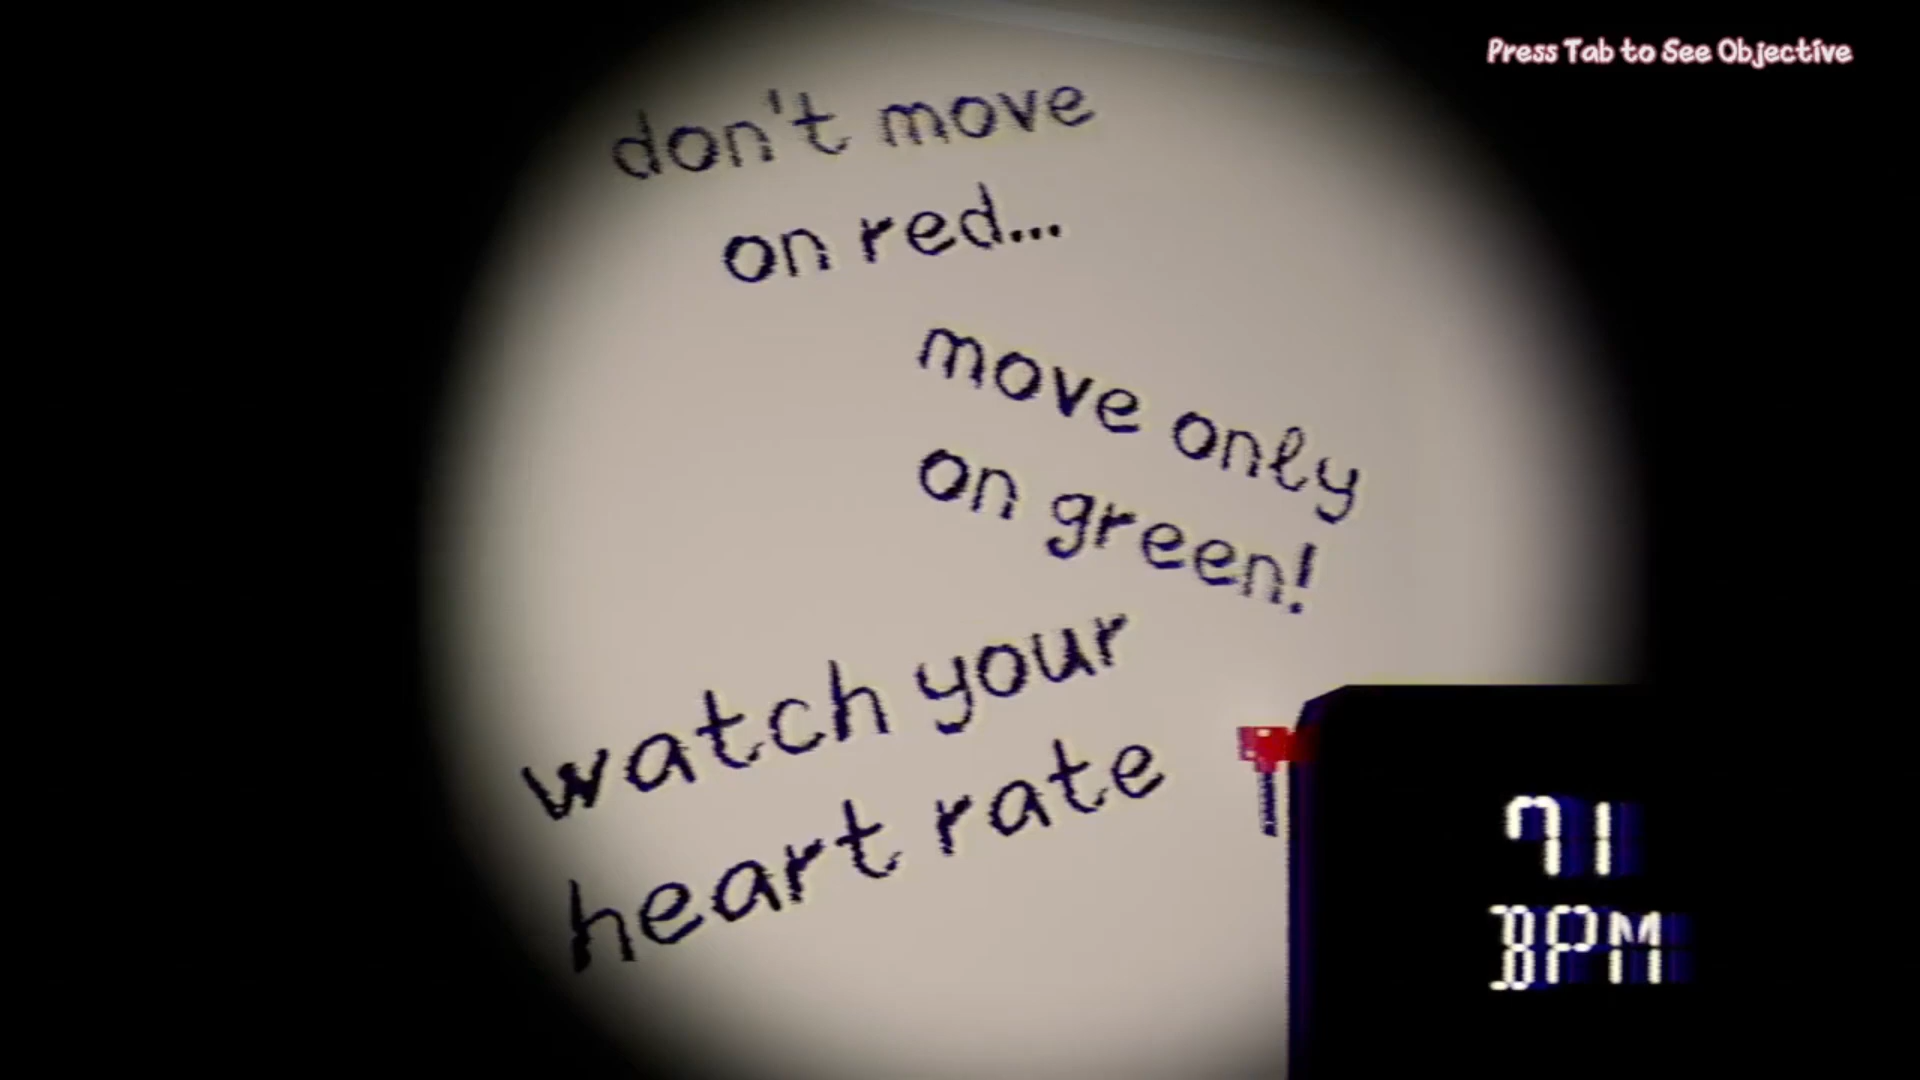 Press Tab to See Objective
don't move
on red...
move only
on green!
watch your
heart rate
71
BPM